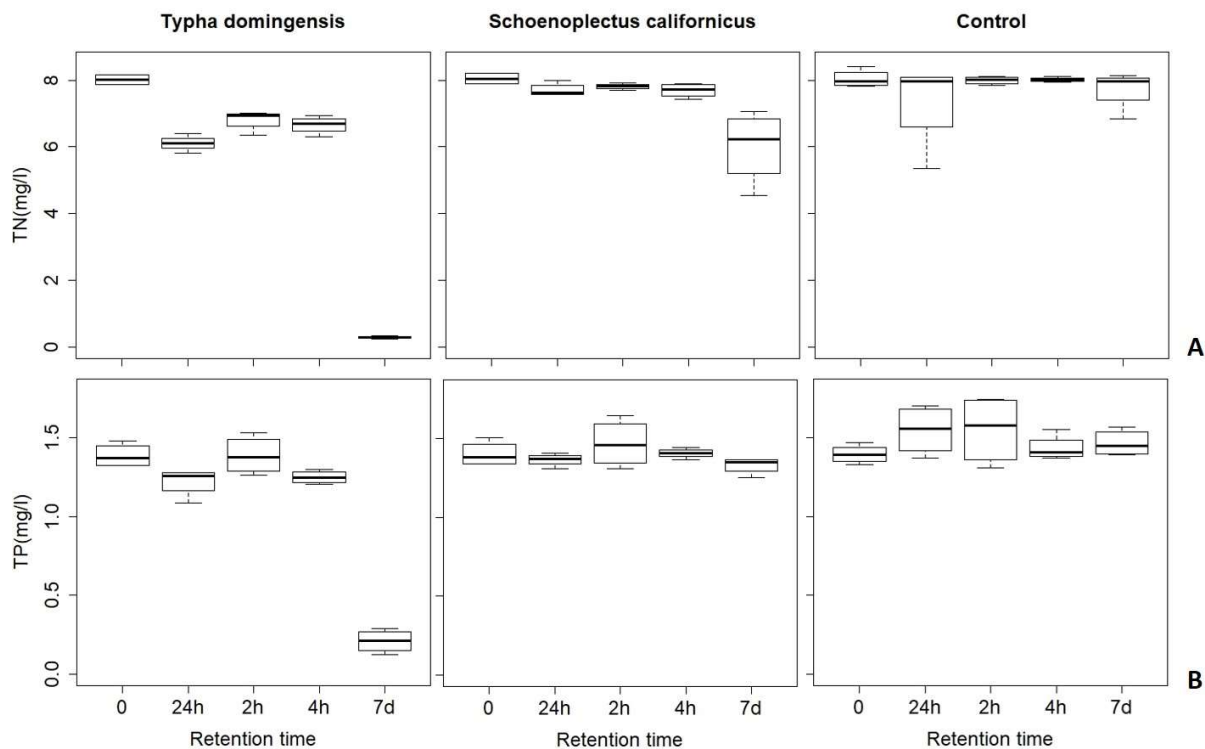 Typha domingensis
Schoenoplectus californicus
Control
TN(mg/l)
8
6
4
2
0
A
TP(mg/l)
1.5
1.0
0.5
0.0
B
0 24h 2h 4h 7d
0 24h 2h 4h 7d
0 24h 2h 4h 7d
Retention time
Retention time
Retention time